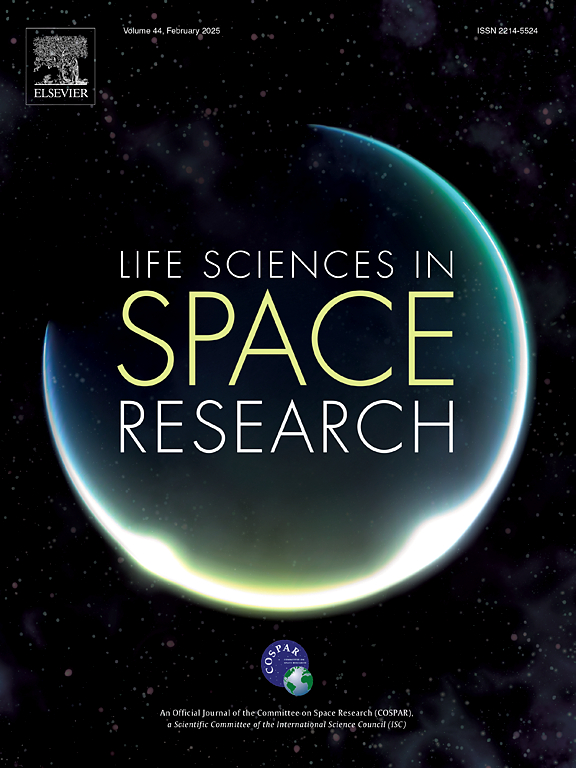 Volume 44, February 2025
ISSN 2214-5524
ELSEVIER
LIFE SCIENCES IN
SPACE
RESEARCH
COSPAR
An Official Journal of the Committee on Space Research (COSPAR),
a Scientific Committee of the International Science Council (ISC)